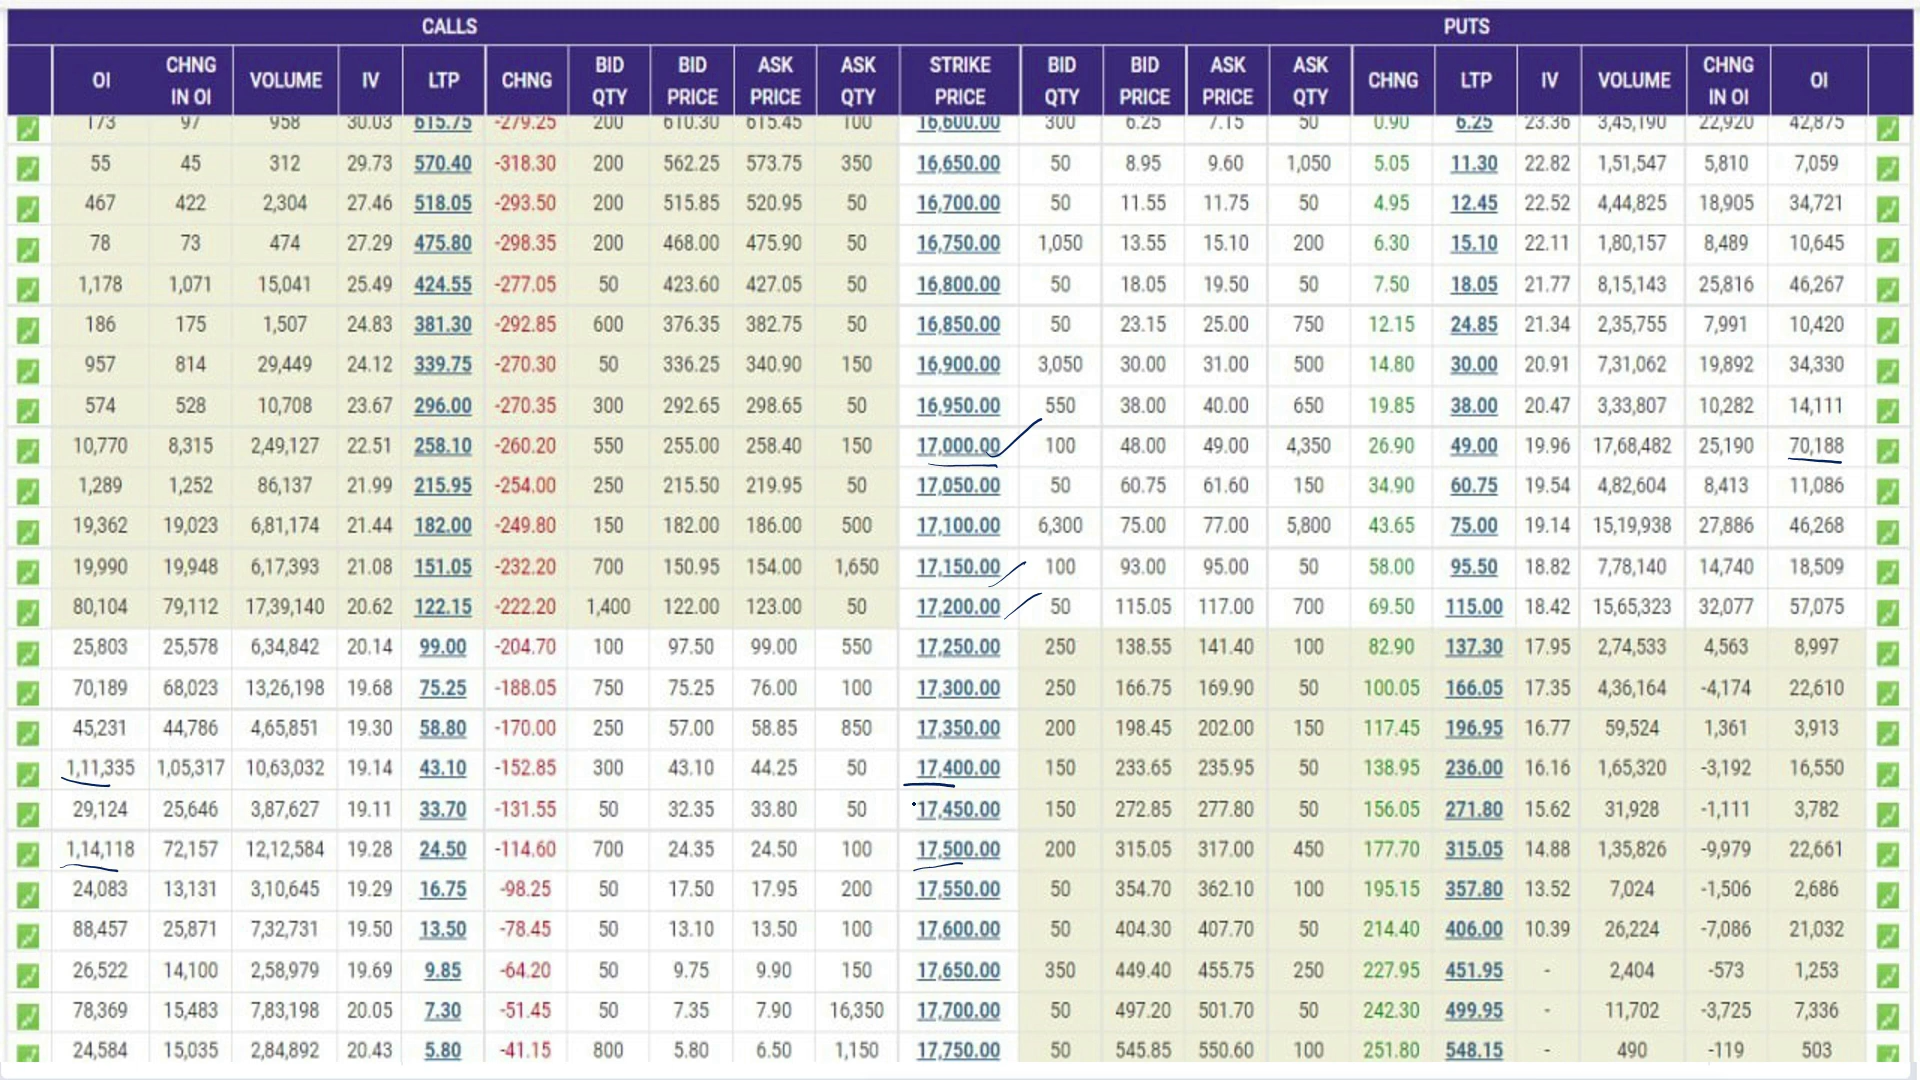 CALLS PUTS
OI CHNG IN OI VOLUME IV LTP CHNG BID QTY BID PRICE ASK PRICE ASK QTY STRIKE PRICE BID QTY BID PRICE ASK PRICE ASK QTY CHNG LTP IV VOLUME CHNG IN OI OI
173 97 958 30.03 615.75 -279.25 200 610.30 615.45 100 16,600.00 300 6.25 7.15 50 0.90 6.25 23.36 3,45,190 22,920 42,875
55 45 312 29.73 570.40 -318.30 200 562.25 573.75 350 16,650.00 50 8.95 9.60 1,050 5.05 11.30 22.82 1,51,547 5,810 7,059
467 422 2,304 27.46 518.05 -293.50 200 515.85 520.95 50 16,700.00 50 11.55 11.75 50 4.95 12.45 22.52 4,44,825 18,905 34,721
78 73 474 27.29 475.80 -298.35 200 468.00 475.90 50 16,750.00 1,050 13.55 15.10 200 6.30 15.10 22.11 1,80,157 8,489 10,645
1,178 1,071 15,041 25.49 424.55 -277.05 50 423.60 427.05 50 16,800.00 50 18.05 19.50 50 7.50 18.05 21.77 8,15,143 25,816 46,267
186 175 1,507 24.83 381.30 -292.85 600 376.35 382.75 50 16,850.00 50 23.15 25.00 750 12.15 24.85 21.34 2,35,755 7,991 10,420
957 814 29,449 24.12 339.75 -270.30 50 336.25 340.90 150 16,900.00 3,050 30.00 31.00 500 14.80 30.00 20.91 7,31,062 19,892 34,330
574 528 10,708 23.67 296.00 -270.35 300 292.65 298.65 50 16,950.00 550 38.00 40.00 650 19.85 38.00 20.47 3,33,807 10,282 14,111
10,770 8,315 2,49,127 22.51 258.10 -260.20 550 255.00 258.40 150 17,000.00 100 48.00 49.00 4,350 26.90 49.00 19.96 17,68,482 25,190 70,188
1,289 1,252 86,137 21.99 215.95 -254.00 250 215.50 219.95 50 17,050.00 50 60.75 61.60 150 34.90 60.75 19.54 4,82,604 8,413 11,086
19,362 19,023 6,81,174 21.44 182.00 -249.80 150 182.00 186.00 500 17,100.00 6,300 75.00 77.00 5,800 43.65 75.00 19.14 15,19,938 27,886 46,268
19,990 19,948 6,17,393 21.08 151.05 -232.20 700 150.95 154.00 1,650 17,150.00 100 93.00 95.00 50 58.00 95.50 18.82 7,78,140 14,740 18,509
80,104 79,112 17,39,140 20.62 122.15 -222.20 1,400 122.00 123.00 50 17,200.00 50 115.05 117.00 700 69.50 115.00 18.42 15,65,323 32,077 57,075
25,803 25,578 6,34,842 20.14 99.00 -204.70 100 97.50 99.00 550 17,250.00 250 138.55 141.40 100 82.90 137.30 17.95 2,74,533 4,563 8,997
70,189 68,023 13,26,198 19.68 75.25 -188.05 750 75.25 76.00 100 17,300.00 250 166.75 169.90 50 100.05 166.05 17.35 4,36,164 -4,174 22,610
45,231 44,786 4,65,851 19.30 58.80 -170.00 250 57.00 58.85 850 17,350.00 200 198.45 202.00 150 117.45 196.95 16.77 59,524 1,361 3,913
1,11,335 1,05,317 10,63,032 19.14 43.10 -152.85 300 43.10 44.25 50 17,400.00 150 233.65 235.95 50 138.95 236.00 16.16 1,65,320 -3,192 16,550
29,124 25,646 3,87,627 19.11 33.70 -131.55 50 32.35 33.80 50 17,450.00 150 272.85 277.80 50 156.05 271.80 15.62 31,928 -1,111 3,782
1,14,118 72,157 12,12,584 19.28 24.50 -114.60 700 24.35 24.50 100 17,500.00 200 315.05 317.00 450 177.70 315.05 14.88 1,35,826 -9,979 22,661
24,083 13,131 3,10,645 19.29 16.75 -98.25 50 17.50 17.95 200 17,550.00 50 354.70 362.10 100 195.15 357.80 13.52 7,024 -1,506 2,686
88,457 25,871 7,32,731 19.50 13.50 -78.45 50 13.10 13.50 100 17,600.00 50 404.30 407.70 50 214.40 406.00 10.39 26,224 -7,086 21,032
26,522 14,100 2,58,979 19.69 9.85 -64.20 50 9.75 9.90 150 17,650.00 350 449.40 455.75 250 227.95 451.95 - 2,404 -573 1,253
78,369 15,483 7,83,198 20.05 7.30 -51.45 50 7.35 7.90 16,350 17,700.00 50 497.20 501.70 50 242.30 499.95 - 11,702 -3,725 7,336
24,584 15,035 2,84,892 20.43 5.80 -41.15 800 5.80 6.50 1,150 17,750.00 50 545.85 550.60 100 251.80 548.15 - 490 -119 503